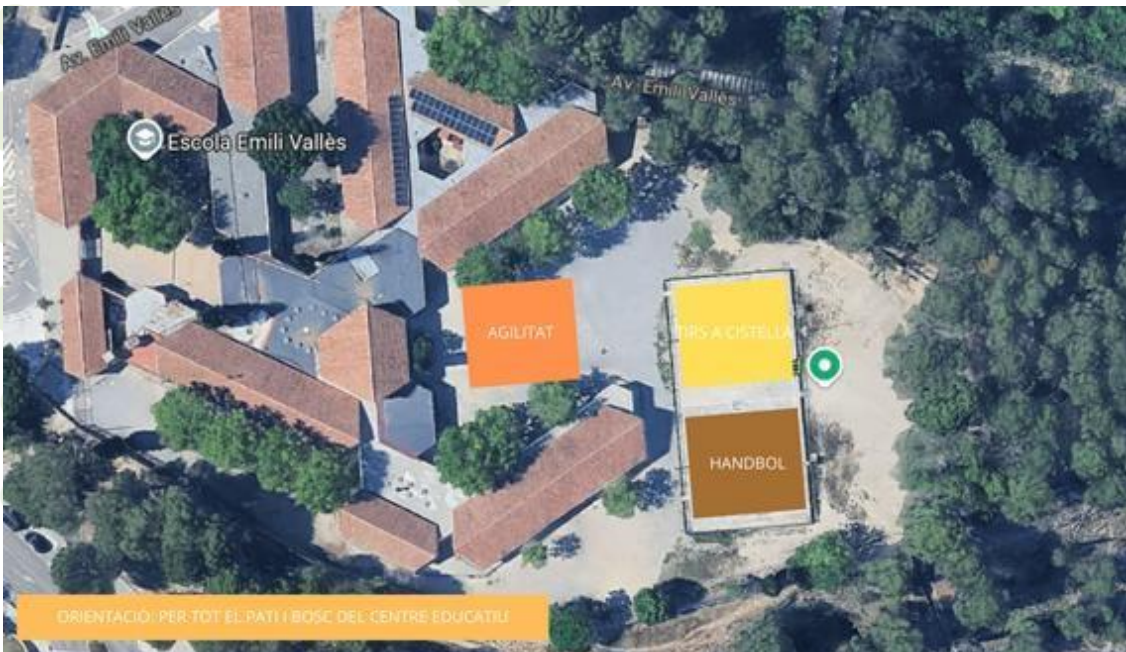 Av. Emili Vallès
Av. Emili Vallès
Escola Emili Vallès
AGILITAT
TIRS A CISTELLA
HANDBOL
ORIENTACIÓ: PER TOT EL PATI I BOSC DEL CENTRE EDUCATIU